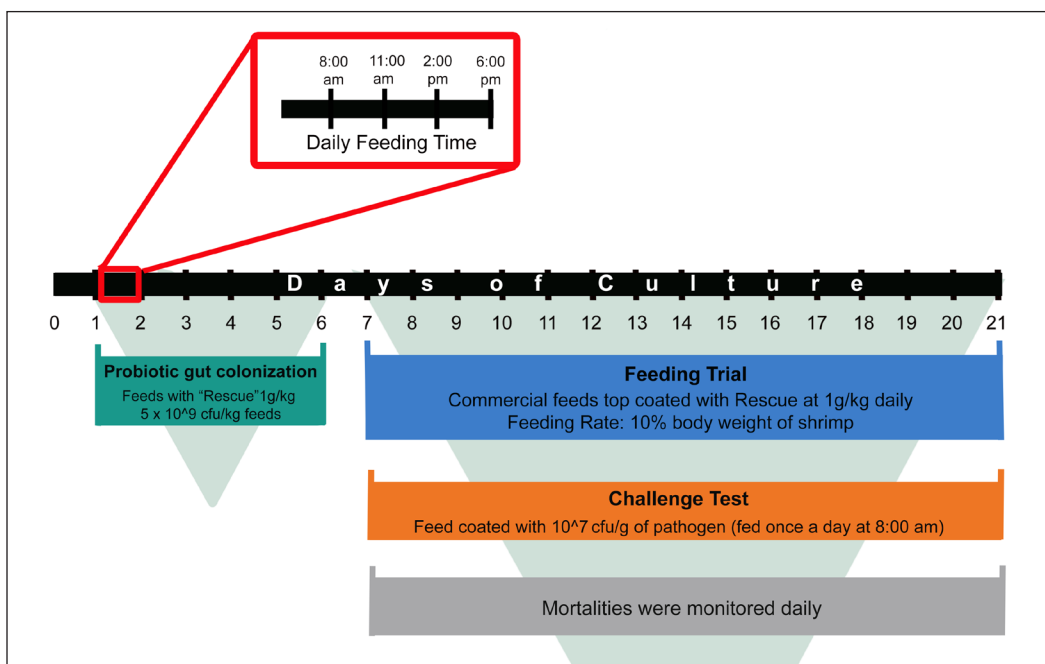 8:00 11:00 2:00 6:00
am am pm pm
Daily Feeding Time
Days of Culture
0 1 2 3 4 5 6 7 8 9 10 11 12 13 14 15 16 17 18 19 20 21
Probiotic gut colonization
Feeds with “Rescue”1g/kg
5 x 10^9 cfu/kg feeds
Feeding Trial
Commercial feeds top coated with Rescue at 1g/kg daily
Feeding Rate: 10% body weight of shrimp
Challenge Test
Feed coated with 10^7 cfu/g of pathogen (fed once a day at 8:00 am)
Mortalities were monitored daily